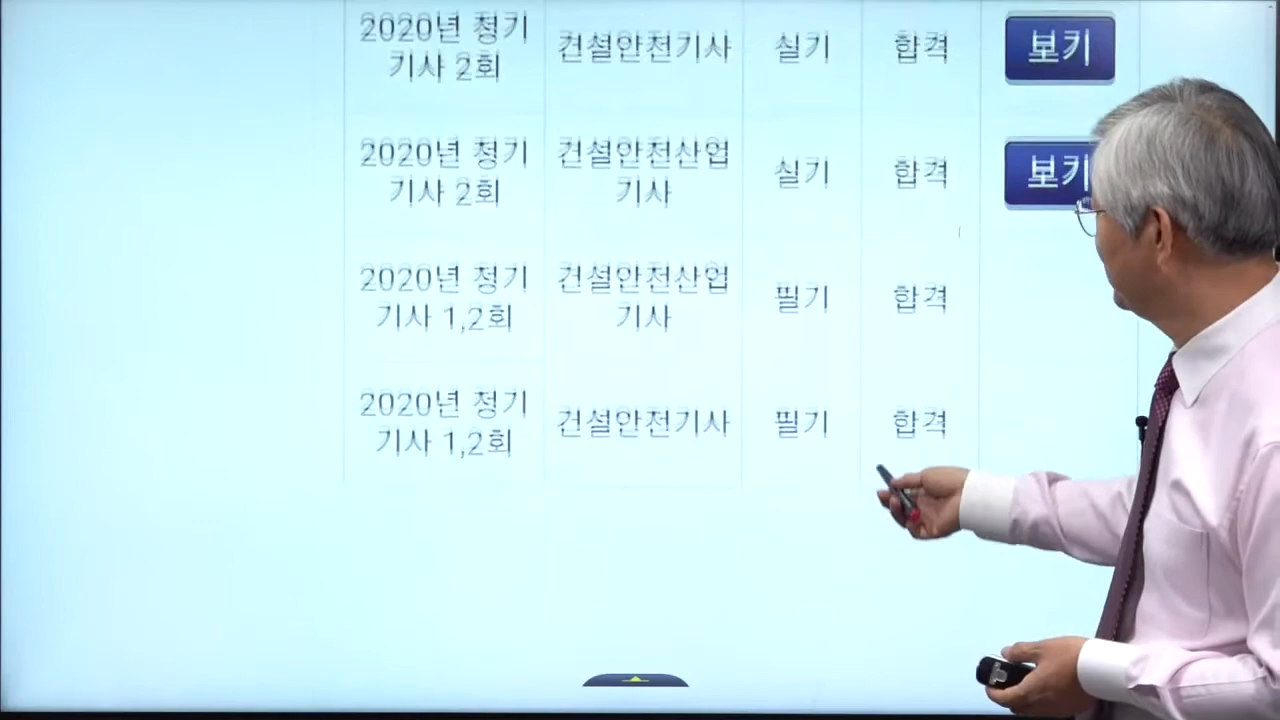 2020년 정기
기사 2회
건설안전기사
실기
합격
보기
2020년 정기
기사 2회
건설안전산업
기사
실기
합격
보기
2020년 정기
기사 1,2회
건설안전산업
기사
필기
합격
2020년 정기
기사 1,2회
건설안전기사
필기
합격